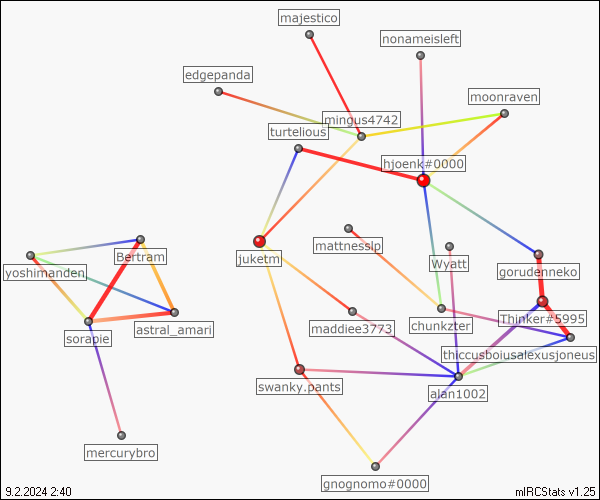 majestico
nonameisleft
edgepanda
moonraven
mingus4742
turtelious
hjoenk#0000
mattnessip
juketm
Wyatt
gorudenneko
Bertram
yoshimanden
Thinker#5995
maddiee3773
chunkzter
astral_amari
sorapie
thiccusboiusalexusjoneus
swanky.pants
alan1002
mercurybro
gnognomo#0000
9.2.2024 2:40
mIRCStats v1.25